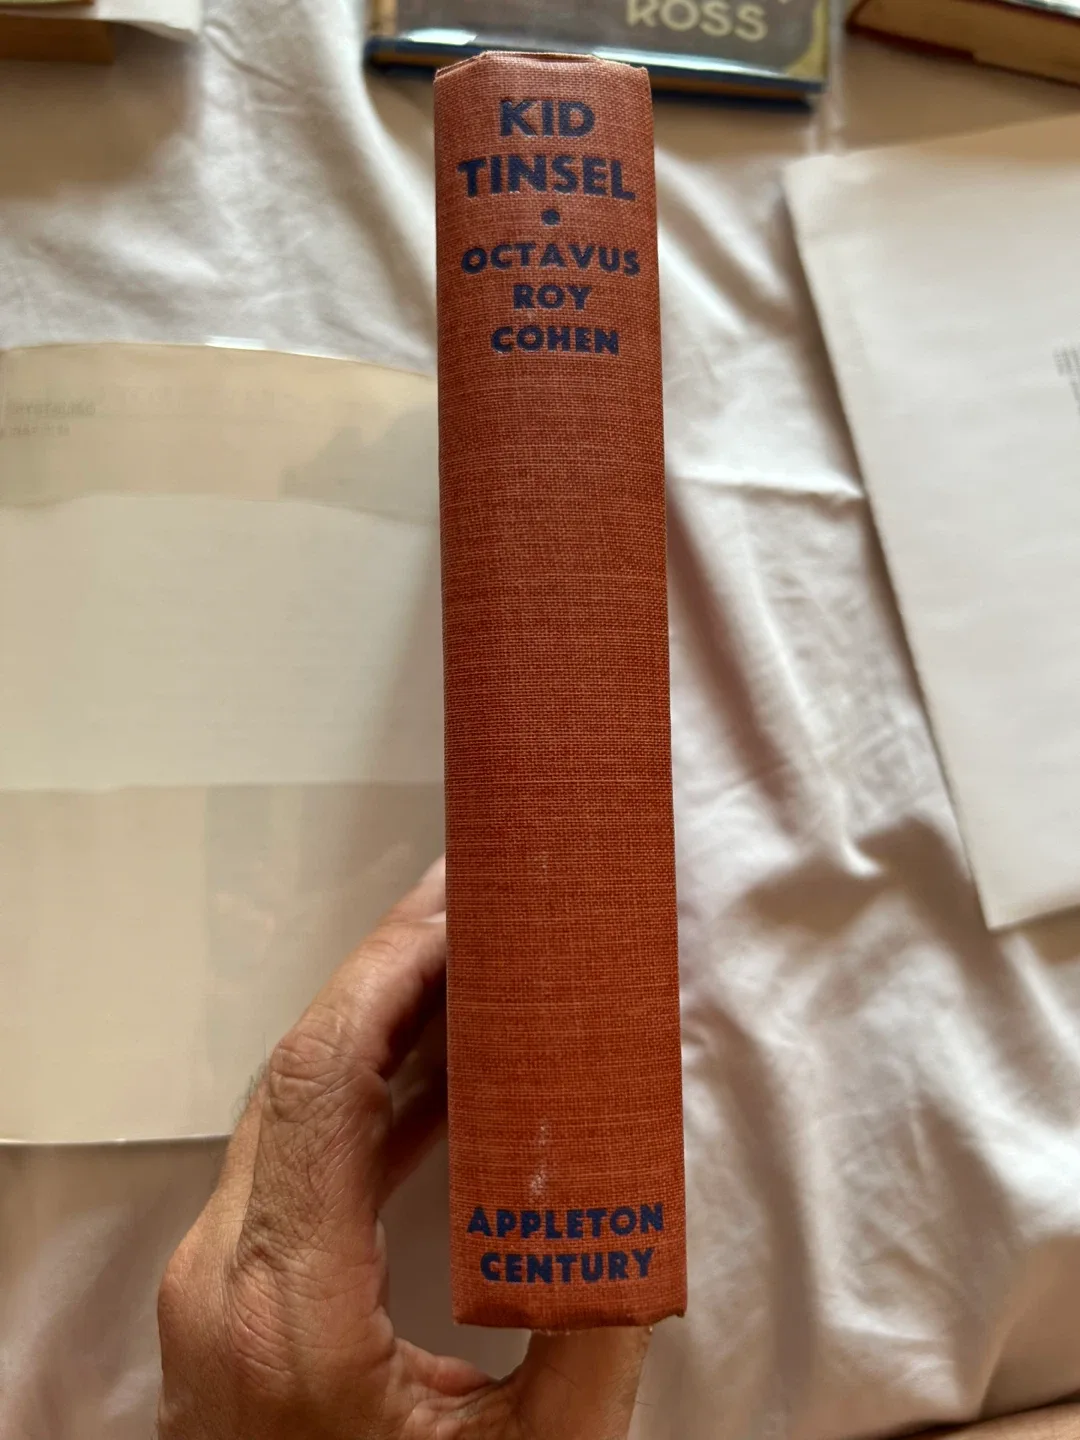 ROSS
KID
TINSEL
•
OCTAVUS
ROY
COHEN
APPLETON
CENTURY